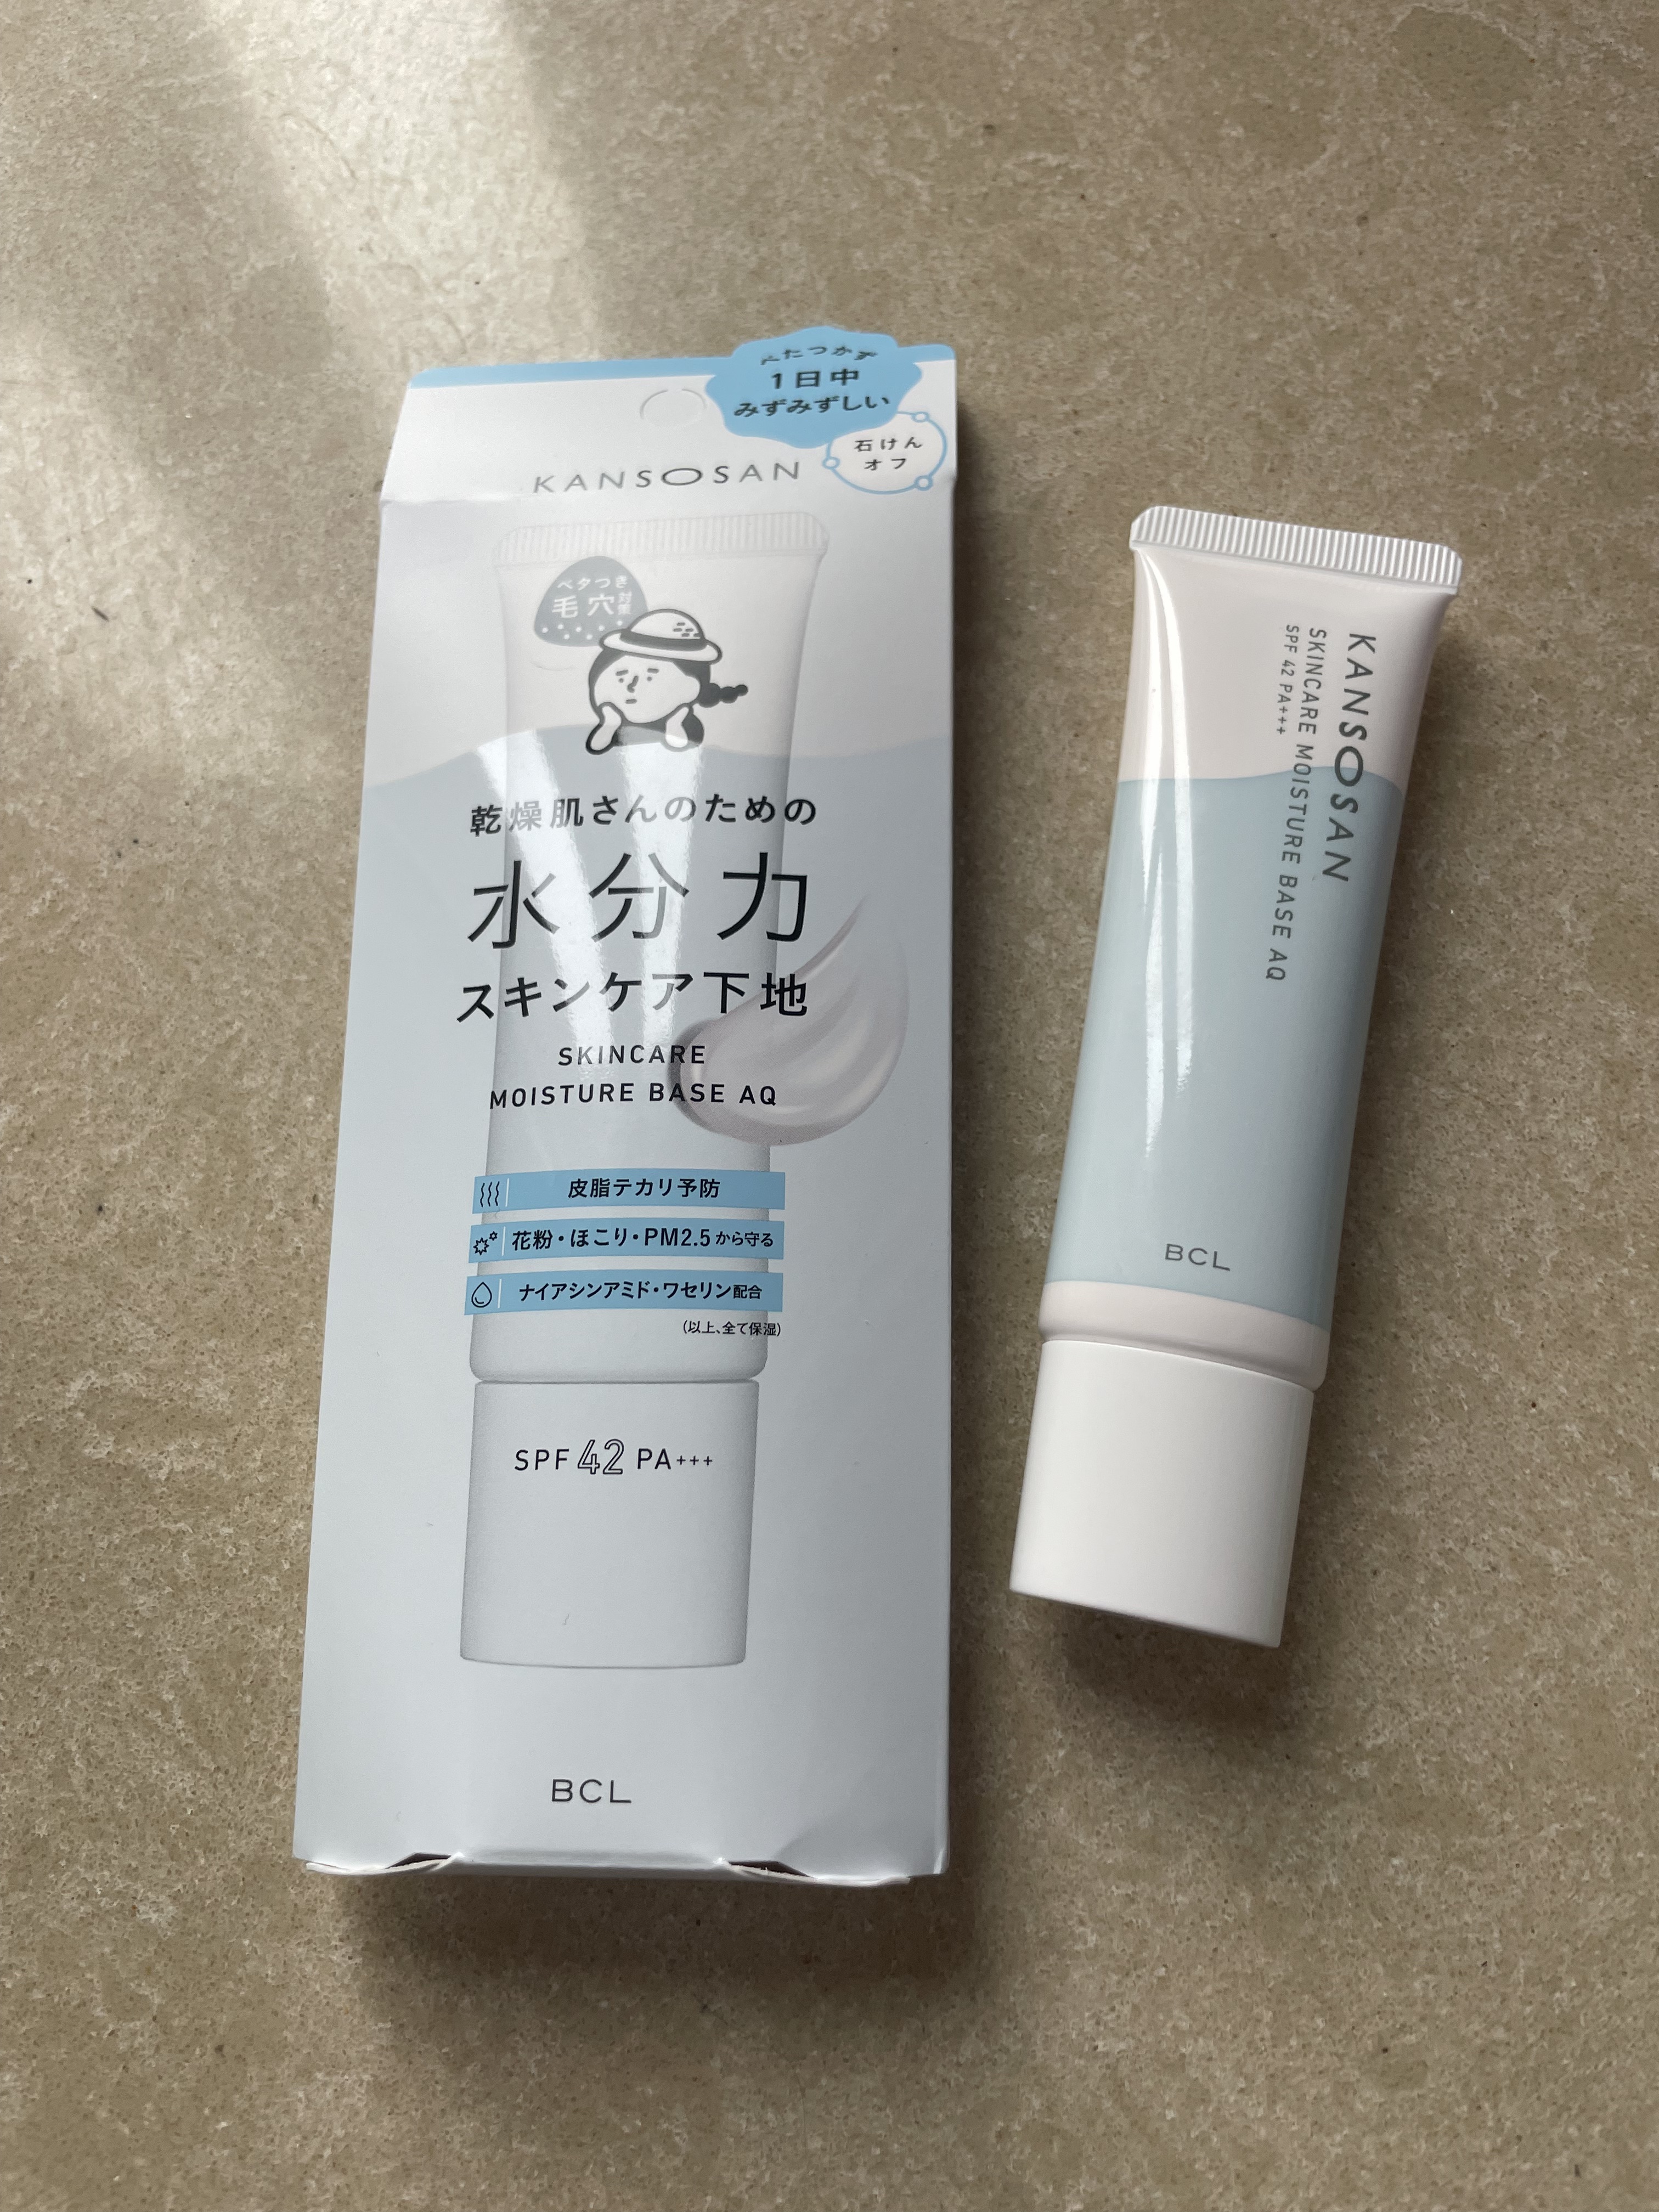 べたつかず
1日中
みずみずしい
石けん
オフ
KANSOSAN
ベタつき
毛穴対策
乾燥肌さんのための
水分力
スキンケア下地
SKINCARE
MOISTURE BASE AQ
皮脂テカリ予防
花粉・ほこり・PM2.5から守る
ナイアシンアミド・ワセリン配合
(以上、全て保湿)
SPF 42 PA+++
BCL
KANSOSAN
SKINCARE MOISTURE BASE AQ
SPF 42 PA+++
BCL